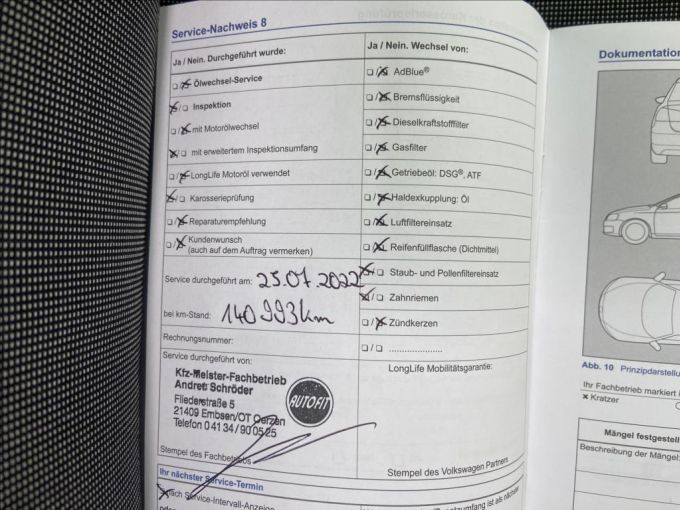 Service-Nachweis 8
Ja / Nein. Durchgeführt wurde:
Ölwechsel-Service
Inspektion
mit Motorölwechsel
mit erweitertem Inspektionsumfang
LongLife Motoröl verwendet
Karosserieprüfung
Reparaturempfehlung
Kundenwunsch
(auch auf dem Auftrag vermerken)
Service durchgeführt am: 25.07.2022
bei km-Stand: 140 993km
Rechnungsnummer:
Service durchgeführt von:
Kfz-Meister-Fachbetrieb
Andreas Schröder
Fliederstraße 5
21409 Embsen/OT Oerzen
Telefon 0 41 34 / 90 05 25
AUTOFIT
Stempel des Fachbetriebs
Ihr nächster Service-Termin
nach Service-Intervall-Anzeige
Ja / Nein. Wechsel von:
AdBlue®
Bremsflüssigkeit
Dieselkraftstofffilter
Gasfilter
Getriebeöl: DSG®, ATF
Haldexkupplung: Öl
Luftfiltereinsatz
Reifenfüllflasche (Dichtmittel)
Staub- und Pollenfiltereinsatz
Zahnriemen
Zündkerzen
.....................
LongLife Mobilitätsgarantie:
Stempel des Volkswagen Partners
Dokumentation
Abb. 10 Prinzipdarstellu
Ihr Fachbetrieb markiert
Kratzer
Mängel festgestell
Beschreibung der Mängel: